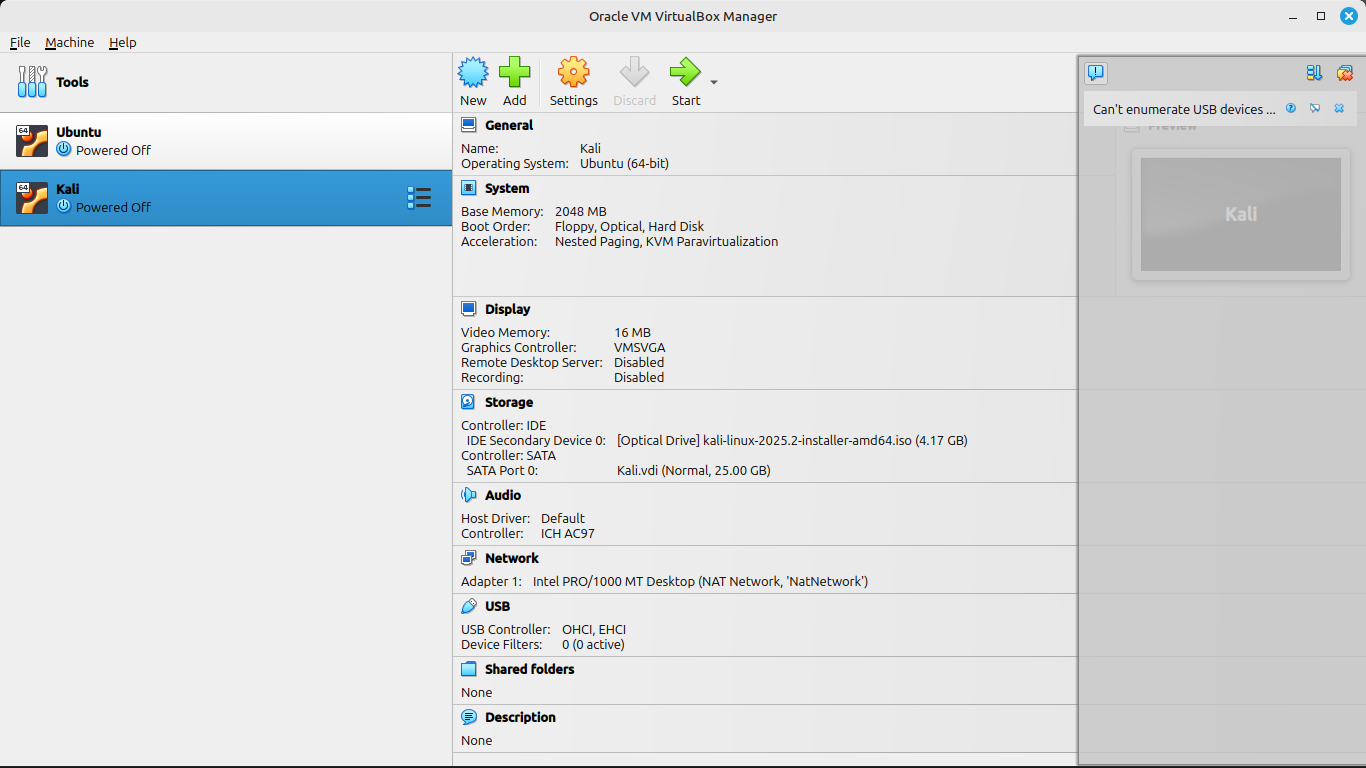 Oracle VM VirtualBox Manager
File Machine Help
Tools
64
Ubuntu
Powered Off
64
Kali
Powered Off
New Add Settings Discard Start
General
Name: Kali
Operating System: Ubuntu (64-bit)
System
Base Memory: 2048 MB
Boot Order: Floppy, Optical, Hard Disk
Acceleration: Nested Paging, KVM Paravirtualization
Display
Video Memory: 16 MB
Graphics Controller: VMSVGA
Remote Desktop Server: Disabled
Recording: Disabled
Storage
Controller: IDE
IDE Secondary Device 0: [Optical Drive] kali-linux-2025.2-installer-amd64.iso (4.17 GB)
Controller: SATA
SATA Port 0: Kali.vdi (Normal, 25.00 GB)
Audio
Host Driver: Default
Controller: ICH AC97
Network
Adapter 1: Intel PRO/1000 MT Desktop (NAT Network, 'NatNetwork')
USB
USB Controller: OHCI, EHCI
Device Filters: 0 (0 active)
Shared folders
None
Description
None
Can't enumerate USB devices ...
Preview
Kali